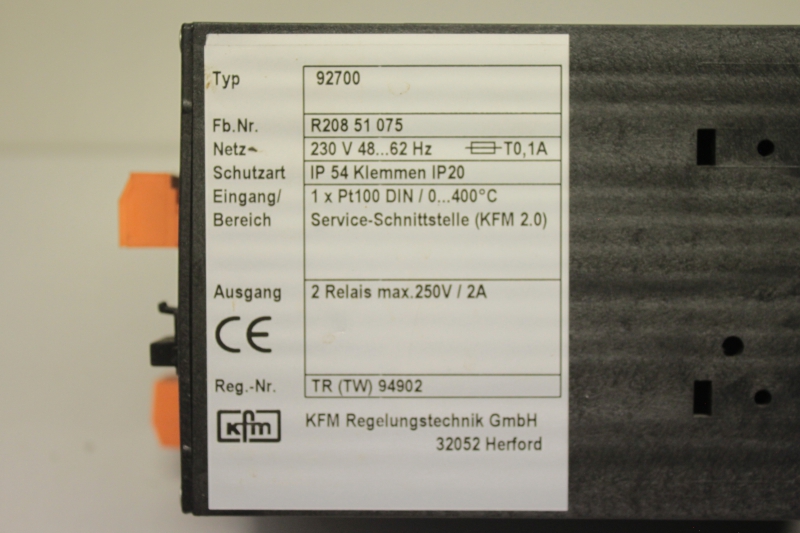 Typ 92700
Fb.Nr. R208 51 075
Netz~ 230 V 48...62 Hz T0,1A
Schutzart IP 54 Klemmen IP20
Eingang/ 1 x Pt100 DIN / 0...400°C
Bereich Service-Schnittstelle (KFM 2.0)
Ausgang 2 Relais max.250V / 2A
CE
Reg.-Nr. TR (TW) 94902
kfm KFM Regelungstechnik GmbH
32052 Herford